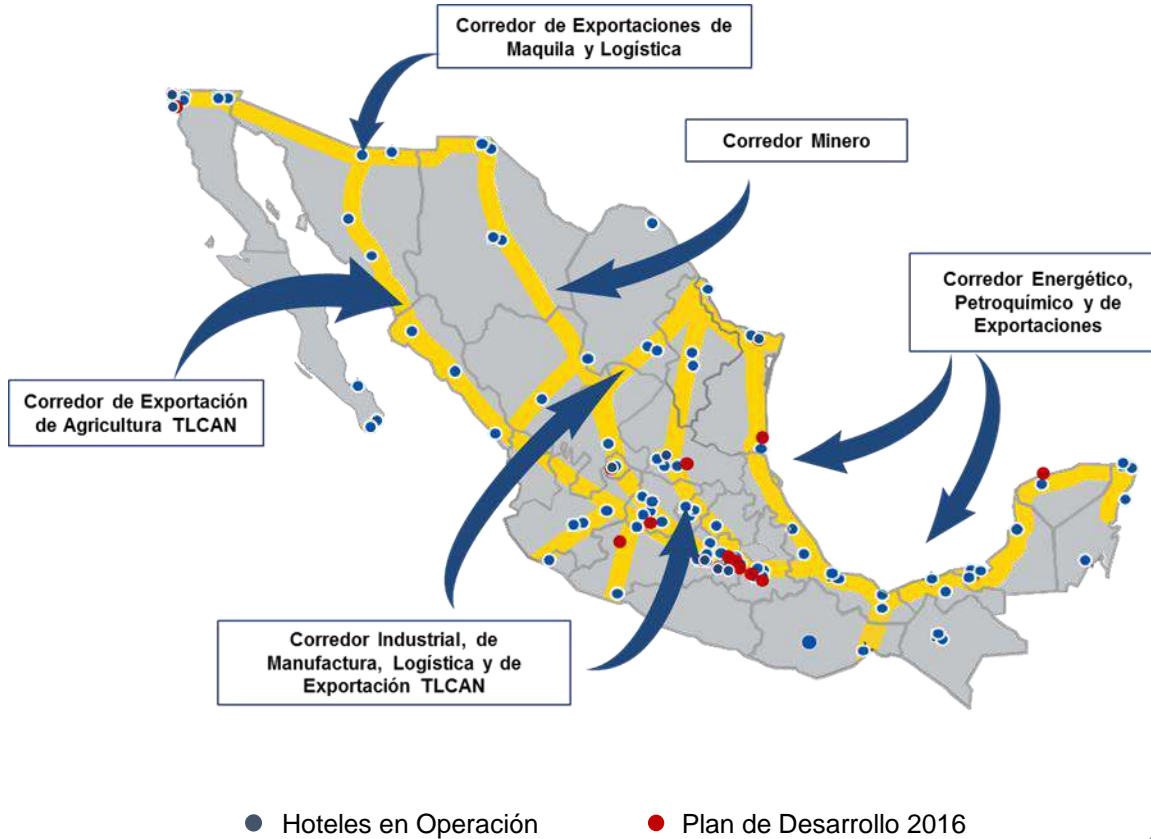 Corredor de Exportaciones de
Maquila y Logística
Corredor Minero
Corredor Energético,
Petroquímico y de
Exportaciones
Corredor de Exportación
de Agricultura TLCAN
Corredor Industrial, de
Manufactura, Logística y de
Exportación TLCAN
Hoteles en Operación
Plan de Desarrollo 2016